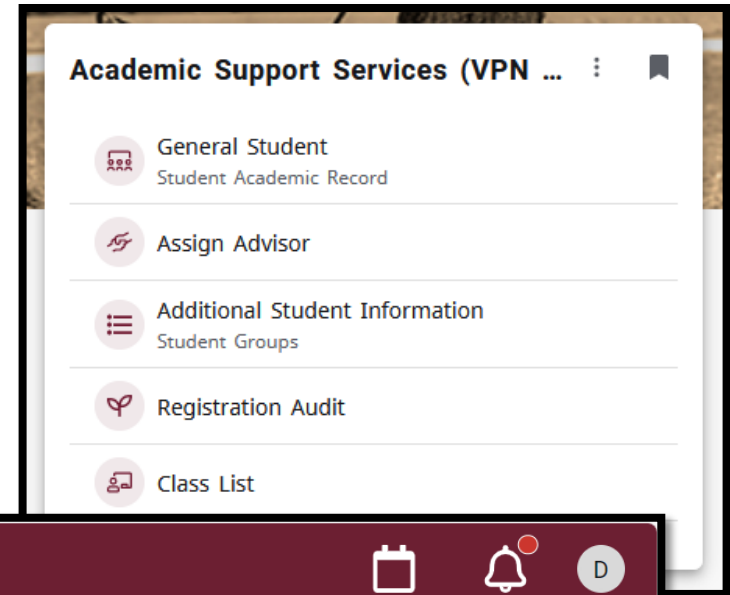 Academic Support Services (VPN ...
General Student
Student Academic Record
Assign Advisor
Additional Student Information
Student Groups
Registration Audit
Class List
D